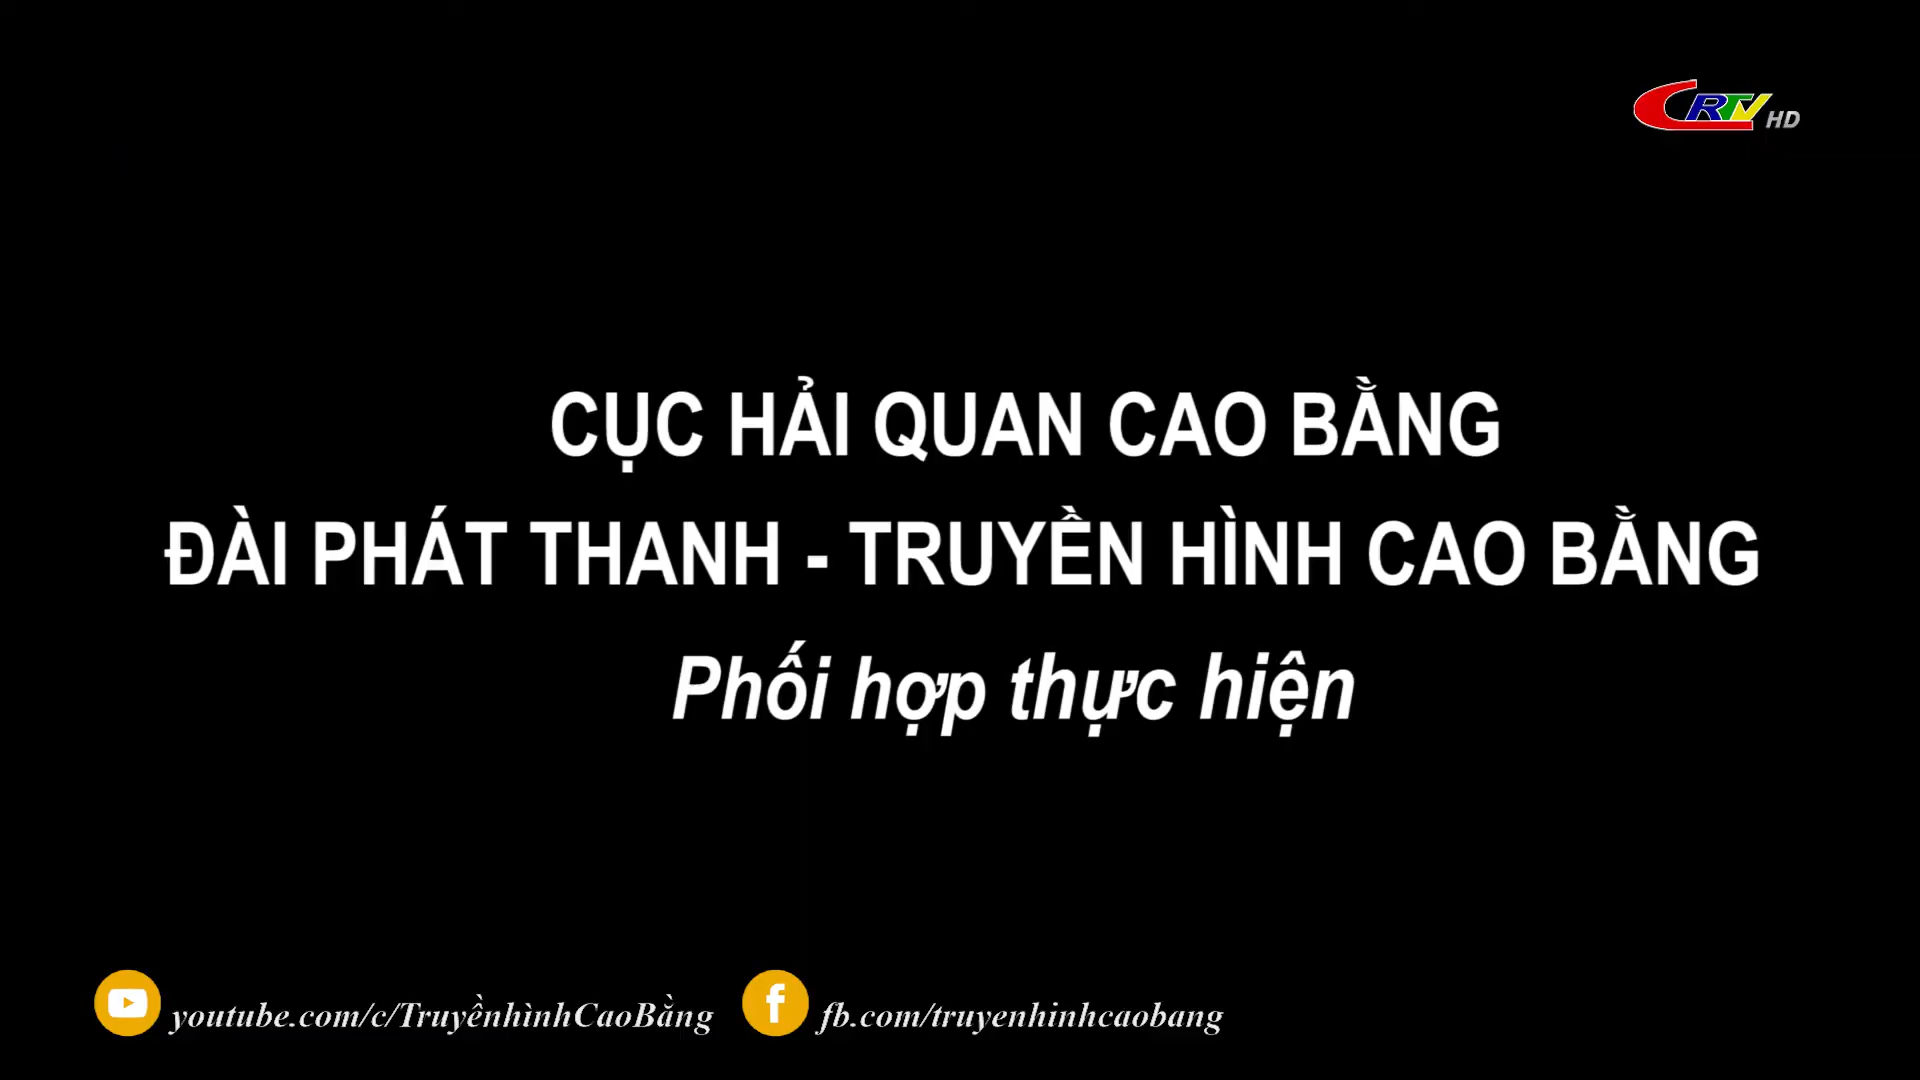 CRTV HD
CỤC HẢI QUAN CAO BẰNG
ĐÀI PHÁT THANH - TRUYỀN HÌNH CAO BẰNG
Phối hợp thực hiện
youtube.com/c/TruyềnhìnhCaoBằng
fb.com/truyenhinhcaobang